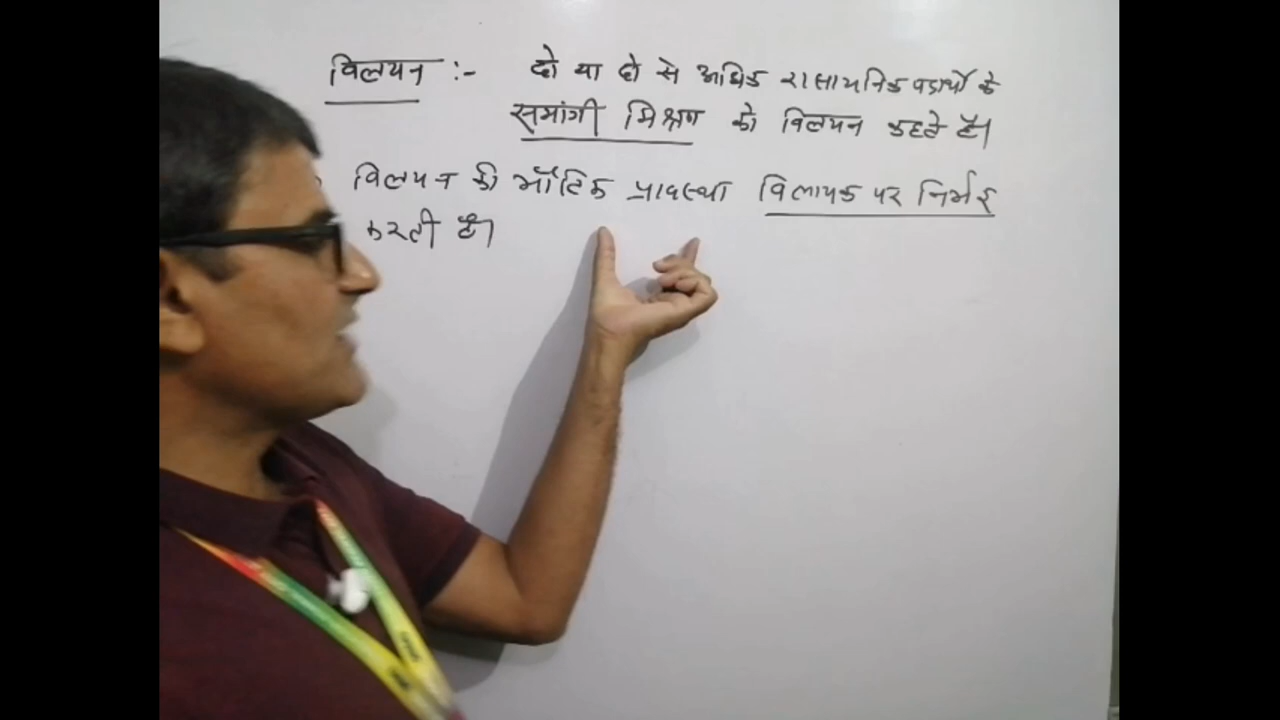 विलयन :- दो या दो से अधिक रासायनिक पदार्थो के
समांगी मिश्रण को विलयन कहते है।
विलयन की भौतिक प्रावस्था विलायक पर निर्भर
करती है।